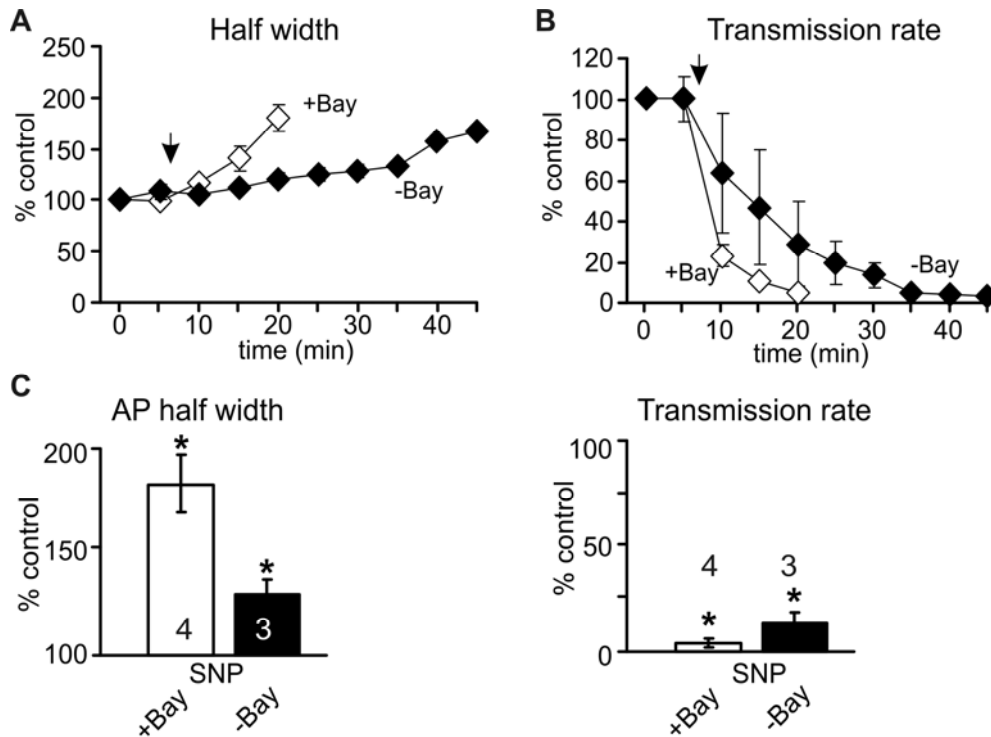 A
Half width
% control
250
200
150
100
50
0
+Bay
-Bay
0 10 20 30 40
time (min)
B
Transmission rate
% control
120
100
80
60
40
20
0
+Bay
-Bay
0 10 20 30 40
time (min)
C
AP half width
% control
200
150
100
*
*
4
3
SNP
+Bay
-Bay
Transmission rate
% control
100
50
0
4 3
*
*
SNP
+Bay
-Bay